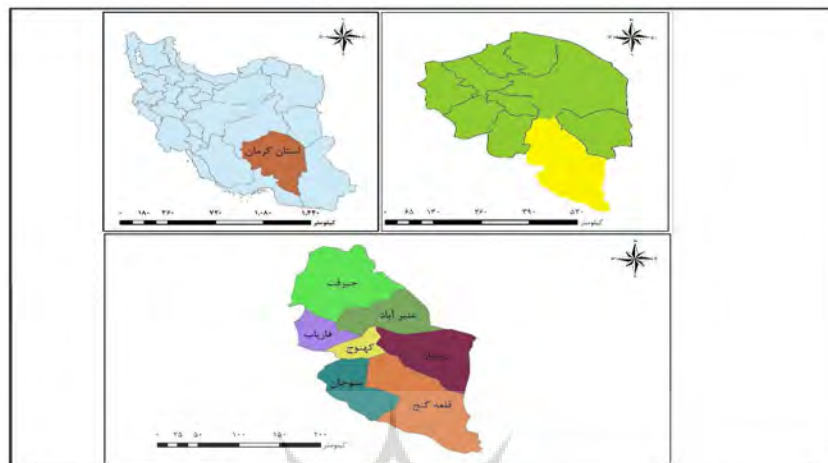 استان کرمان
۰ ۱۸۰ ۳۶۰ ۷۲۰ ۱,۰۸۰ ۱,۴۴۰
کیلومتر
۰ ۶۵ ۱۳۰ ۲۶۰ ۳۹۰ ۵۲۰
کیلومتر
جیرفت
عنبر آباد
فاریاب
کهنوج
منوجان
قلعه گنج
۰ ۲۵ ۵۰ ۱۰۰ ۱۵۰ ۲۰۰
کیلومتر